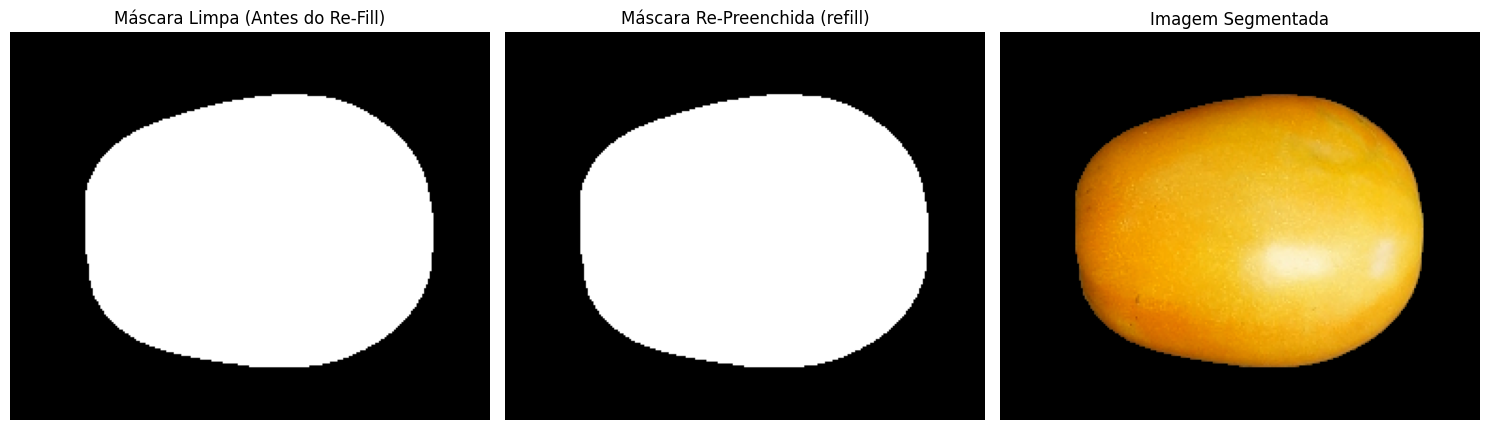 Máscara Limpa (Antes do Re-Fill)
Máscara Re-Preenchida (refill)
Imagem Segmentada